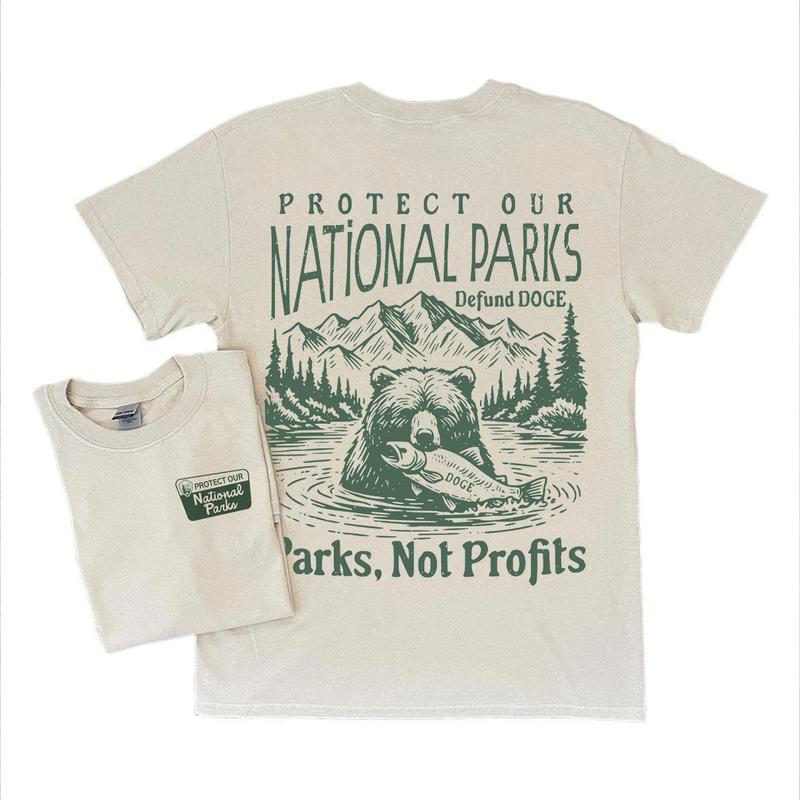 PROTECT OUR
NATiONAL PARKS
Defund DOGE
DOGE
Parks, Not Profits
PROTECT OUR
National
Parks